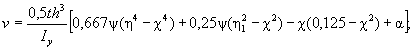 ν = 0,5th³/I_y [0,667ψ(η⁴ − χ⁴) + 0,25ψ(η₁² − χ²) − χ(0,125 − χ²) + α],